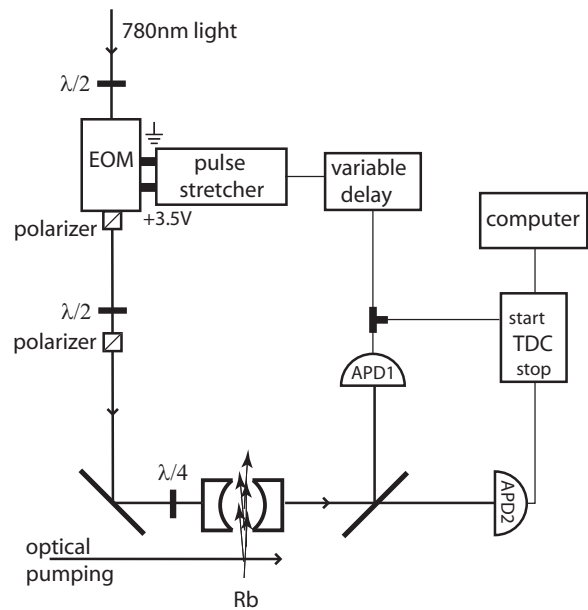 780nm light
λ/2
EOM
pulse
stretcher
variable
delay
+3.5V
polarizer
computer
λ/2
polarizer
start
TDC
stop
APD1
λ/4
APD2
optical
pumping
Rb